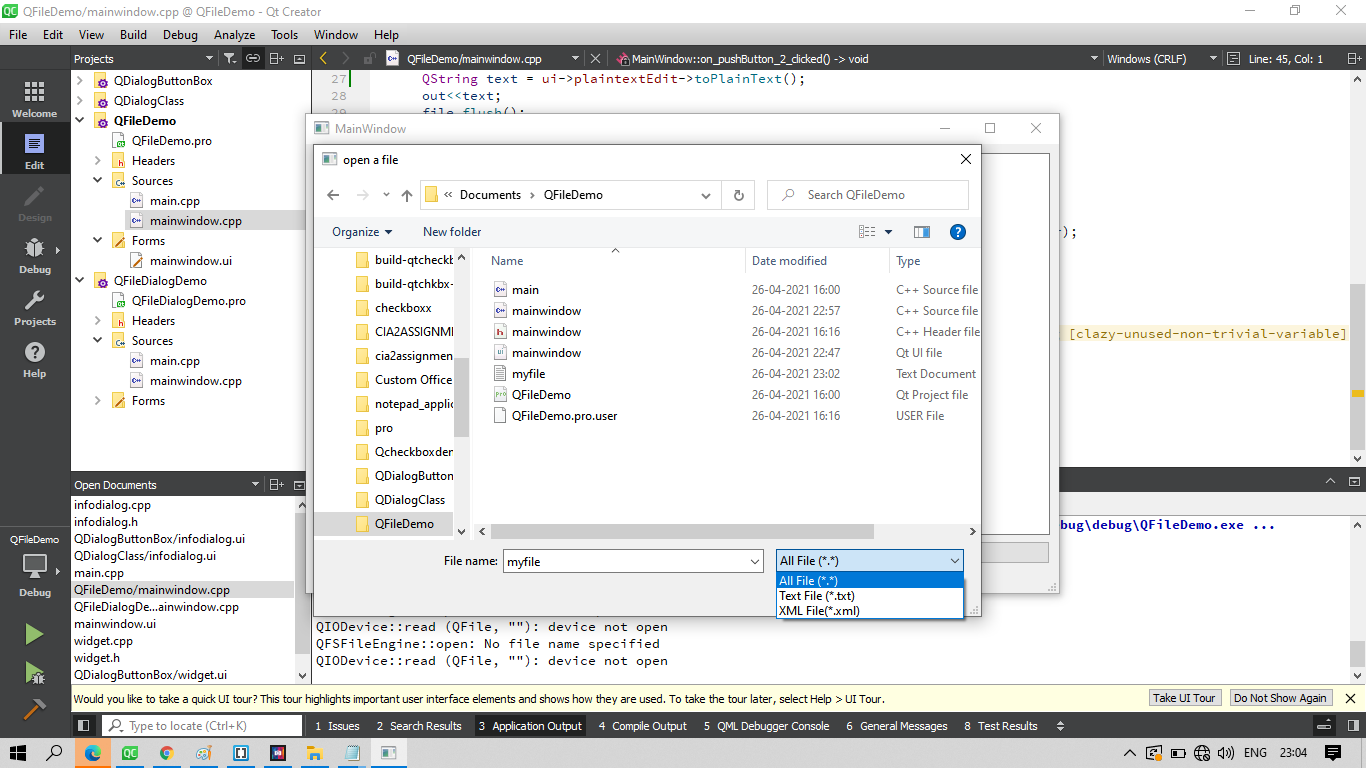 QFileDemo/mainwindow.cpp @ QFileDemo - Qt Creator
File Edit View Build Debug Analyze Tools Window Help
Projects
QFileDemo/mainwindow.cpp
MainWindow::on_pushButton_2_clicked() -> void
Windows (CRLF)
Line: 45, Col: 1
Welcome
Edit
Design
Debug
Projects
Help
QDialogButtonBox
QDialogClass
QFileDemo
QFileDemo.pro
Headers
Sources
main.cpp
mainwindow.cpp
Forms
mainwindow.ui
QFileDialogDemo
QFileDialogDemo.pro
Headers
Sources
main.cpp
mainwindow.cpp
Forms
27 QString text = ui->plaintextEdit->toPlainText();
28 out<<text;
29 file.flush();
);
[clazy-unused-non-trivial-variable]
MainWindow
open a file
« Documents › QFileDemo
Search QFileDemo
Organize New folder
build-qtcheckb
build-qtchkbx-
checkboxx
CIA2ASSIGNM
cia2assignmen
Custom Office
notepad_applic
pro
Qcheckboxder
QDialogButton
QDialogClass
QFileDemo
Name Date modified Type
main 26-04-2021 16:00 C++ Source file
mainwindow 26-04-2021 22:57 C++ Source file
mainwindow 26-04-2021 16:16 C++ Header file
mainwindow 26-04-2021 22:47 Qt UI file
myfile 26-04-2021 23:02 Text Document
QFileDemo 26-04-2021 16:00 Qt Project file
QFileDemo.pro.user 26-04-2021 16:16 USER File
File name: myfile
All File (*.*)
All File (*.*)
Text File (*.txt)
XML File(*.xml)
Open Documents
infodialog.cpp
infodialog.h
QDialogButtonBox/infodialog.ui
QDialogClass/infodialog.ui
main.cpp
QFileDemo/mainwindow.cpp
QFileDialogDe...ainwindow.cpp
mainwindow.ui
widget.cpp
widget.h
QDialogButtonBox/widget.ui
QFileDemo
Debug
bug\debug\QFileDemo.exe ...
QIODevice::read (QFile, ""): device not open
QFSFileEngine::open: No file name specified
QIODevice::read (QFile, ""): device not open
Would you like to take a quick UI tour? This tour highlights important user interface elements and shows how they are used. To take the tour later, select Help > UI Tour.
Take UI Tour
Do Not Show Again
Type to locate (Ctrl+K)
1 Issues 2 Search Results 3 Application Output 4 Compile Output 5 QML Debugger Console 6 General Messages 8 Test Results
ENG 23:04